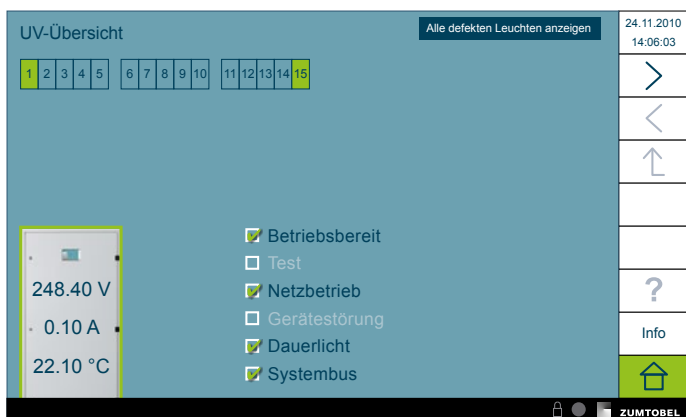 UV-Übersicht
Alle defekten Leuchten anzeigen
24.11.2010
14:06:03
1 2 3 4 5 6 7 8 9 10 11 12 13 14 15
Betriebsbereit
Test
248.40 V
Netzbetrieb
?
0.10 A
Gerätestörung
Info
Dauerlicht
22.10 °C
Systembus
ZUMTOBEL